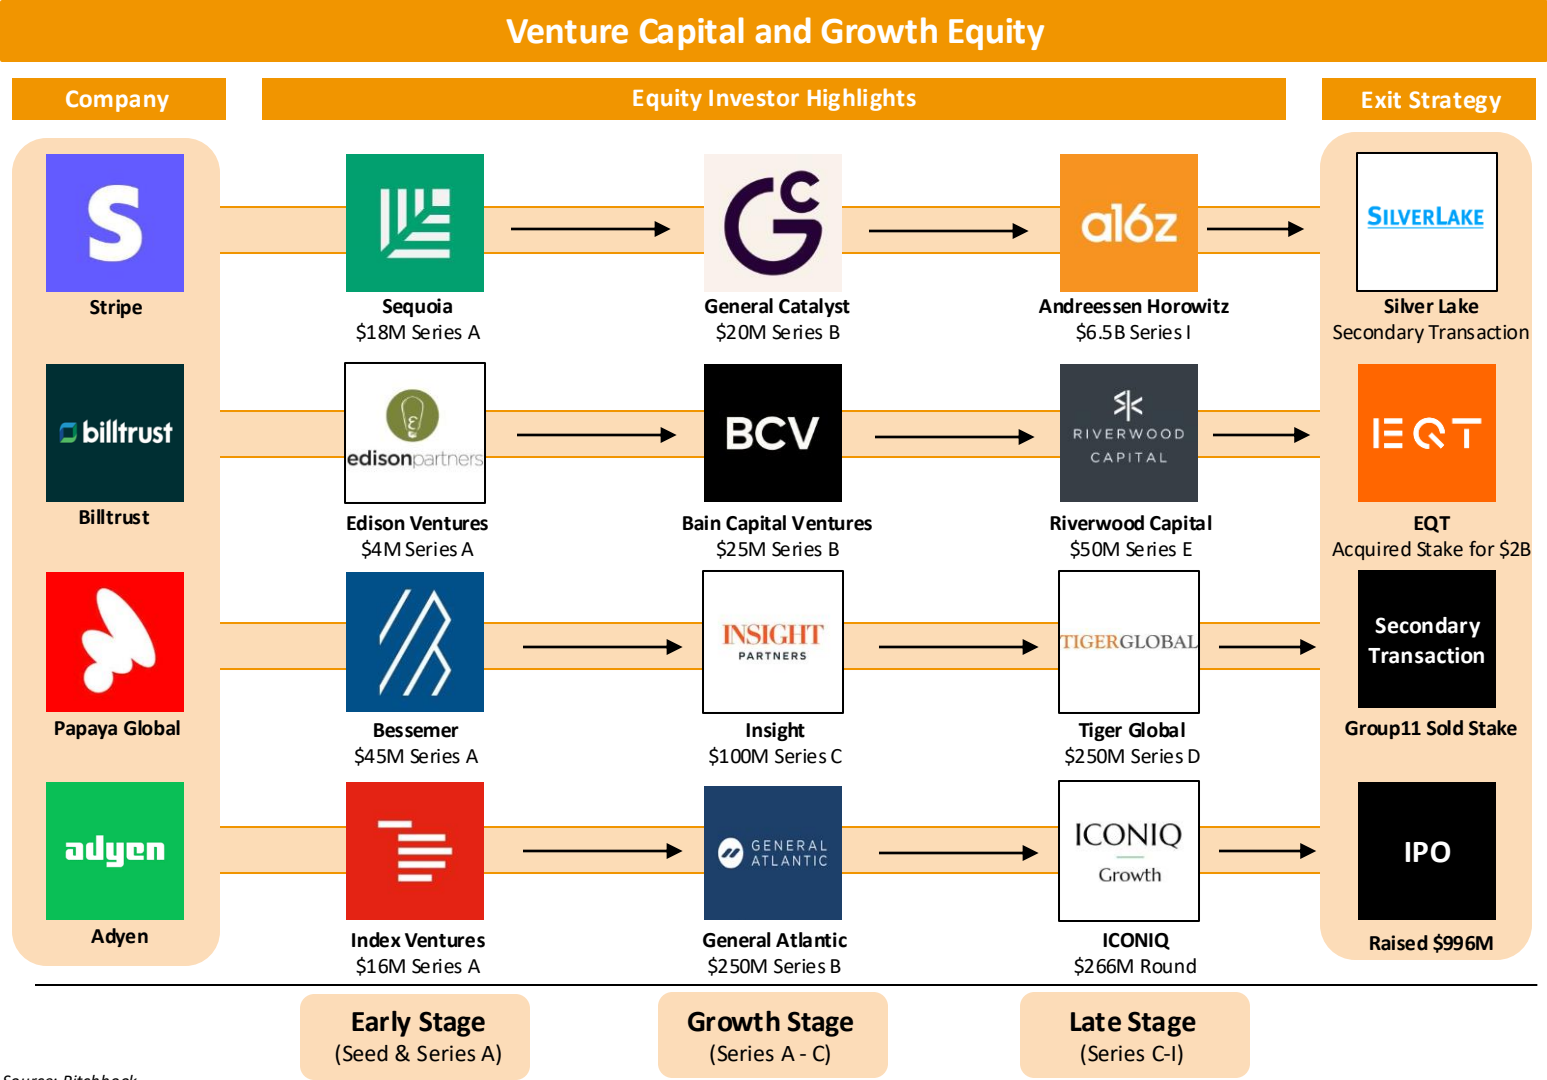 Venture Capital and Growth Equity
Company
Equity Investor Highlights
Exit Strategy
S
GC
a16z
SILVERLAKE
Stripe
Sequoia
$18M Series A
General Catalyst
$20M Series B
Andreessen Horowitz
$6.5B Series I
Silver Lake
Secondary Transaction
billtrust
edisonpartners
BCV
RIVERWOOD
CAPITAL
EQT
Billtrust
Edison Ventures
$4M Series A
Bain Capital Ventures
$25M Series B
Riverwood Capital
$50M Series E
EQT
Acquired Stake for $2B
INSIGHT
PARTNERS
TIGERGLOBAL
Secondary
Transaction
Papaya Global
Bessemer
$45M Series A
Insight
$100M Series C
Tiger Global
$250M Series D
Group11 Sold Stake
adyen
GENERAL
ATLANTIC
ICONIQ
Growth
IPO
Adyen
Index Ventures
$16M Series A
General Atlantic
$250M Series B
ICONIQ
$266M Round
Raised $996M
Early Stage
(Seed & Series A)
Growth Stage
(Series A - C)
Late Stage
(Series C-I)
Source: